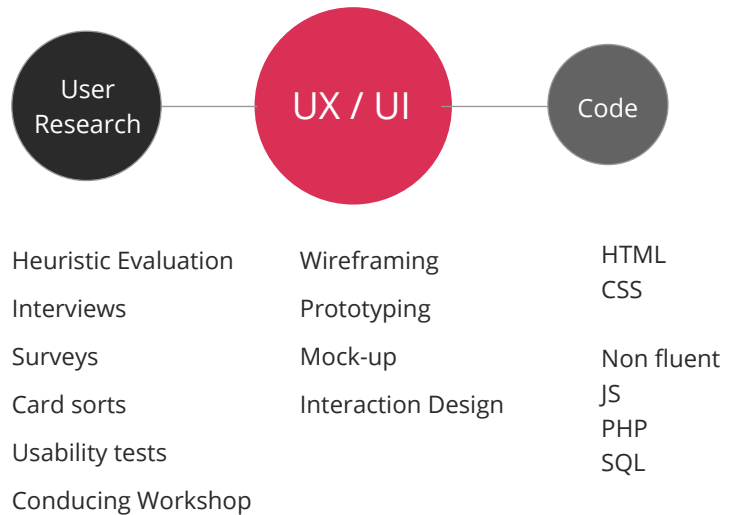 User
Research
UX / UI
Code
Heuristic Evaluation
Interviews
Surveys
Card sorts
Usability tests
Conducing Workshop
Wireframing
Prototyping
Mock-up
Interaction Design
HTML
CSS
Non fluent
JS
PHP
SQL